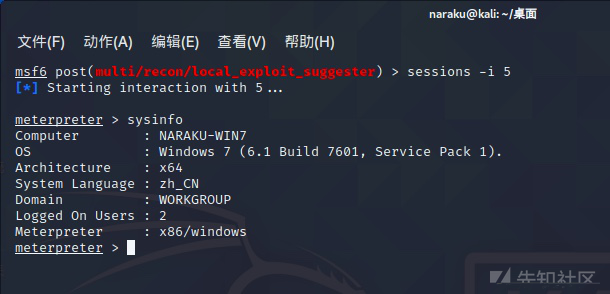 naraku@kali: ~/桌面
文件(F) 动作(A) 编辑(E) 查看(V) 帮助(H)
msf6 post(multi/recon/local_exploit_suggester) > sessions -i 5
[*] Starting interaction with 5...
meterpreter > sysinfo
Computer : NARAKU-WIN7
OS : Windows 7 (6.1 Build 7601, Service Pack 1).
Architecture : x64
System Language : zh_CN
Domain : WORKGROUP
Logged On Users : 2
Meterpreter : x86/windows
meterpreter >
先知社区